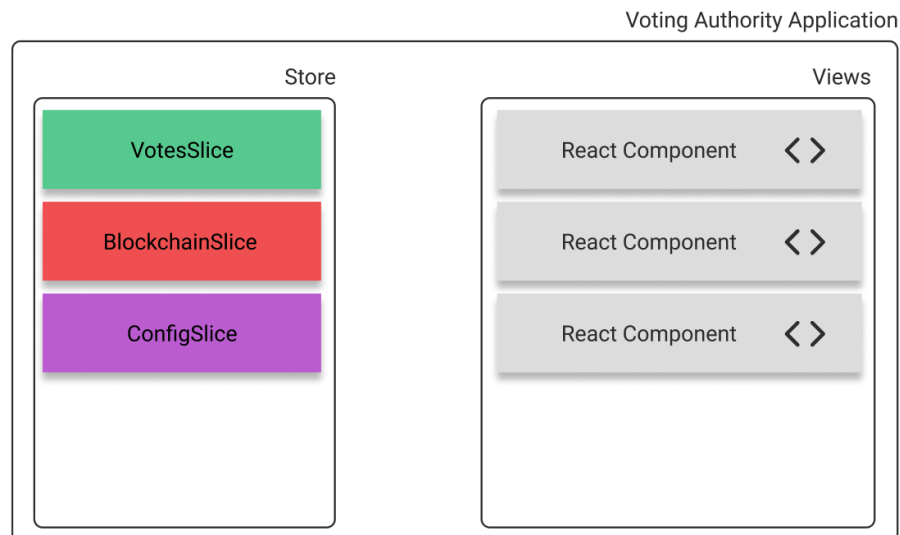 Voting Authority Application
Store
Views
VotesSlice
React Component
BlockchainSlice
React Component
ConfigSlice
React Component